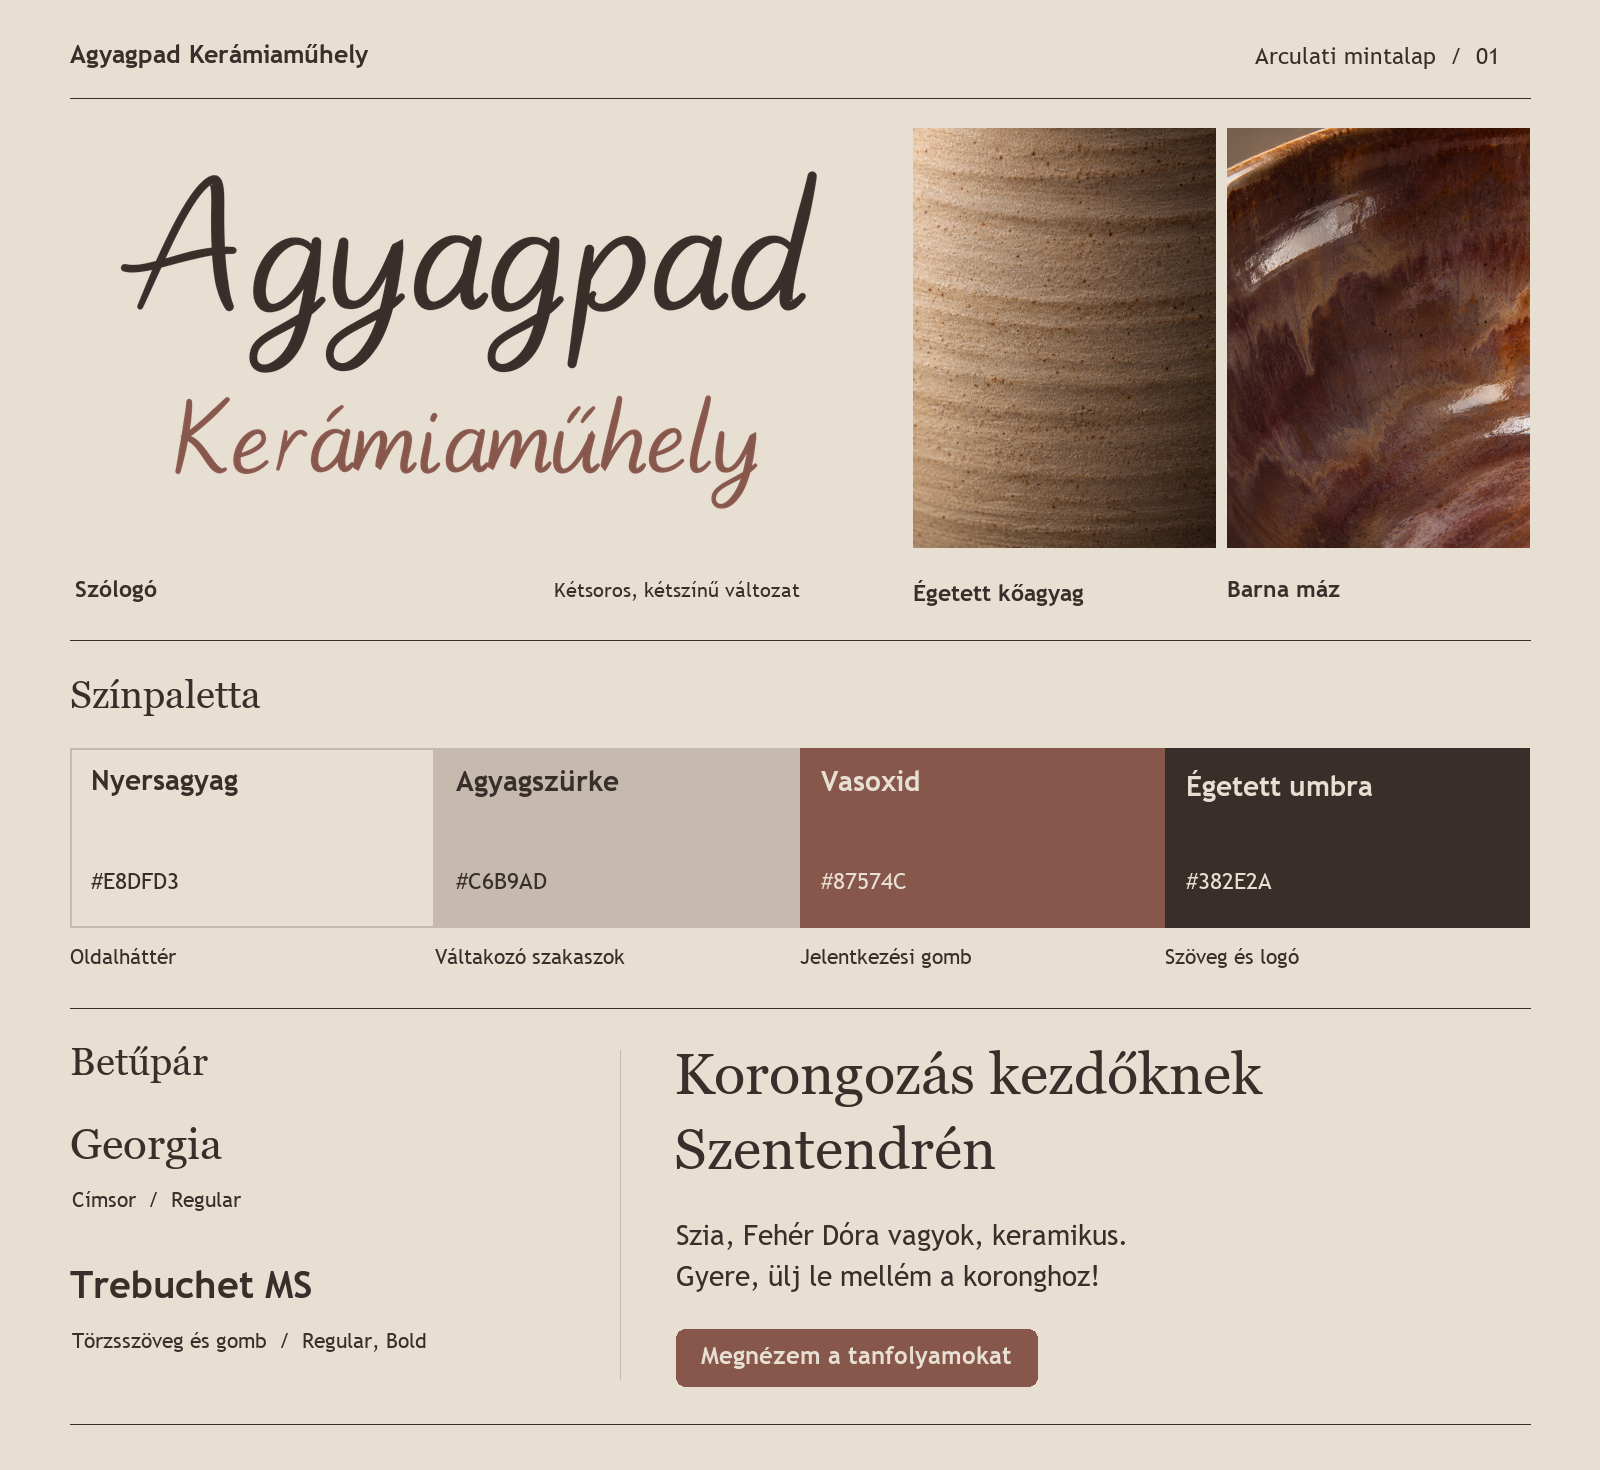 Agyagpad Kerámiaműhely
Arculati mintalap / 01
Agyagpad
Kerámiaműhely
Szólogó
Kétsoros, kétszínű változat
Égetett kőagyag
Barna máz
Színpaletta
Nyersagyag
#E8DFD3
Oldalháttér
Agyagszürke
#C6B9AD
Váltakozó szakaszok
Vasoxid
#87574C
Jelentkezési gomb
Égetett umbra
#382E2A
Szöveg és logó
Betűpár
Georgia
Címsor / Regular
Trebuchet MS
Törzsszöveg és gomb / Regular, Bold
Korongozás kezdőknek
Szentendrén
Szia, Fehér Dóra vagyok, keramikus.
Gyere, ülj le mellém a koronghoz!
Megnézem a tanfolyamokat